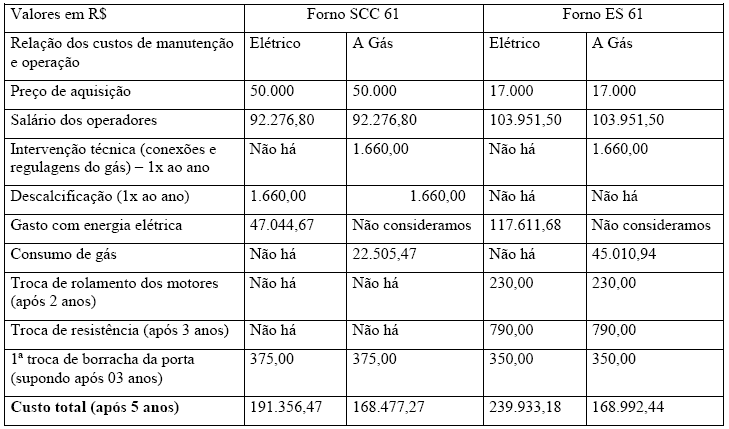 Valores em R$ Forno SCC 61 Forno ES 61
Relação dos custos de manutenção e operação Elétrico A Gás Elétrico A Gás
Preço de aquisição 50.000 50.000 17.000 17.000
Salário dos operadores 92.276,80 92.276,80 103.951,50 103.951,50
Intervenção técnica (conexões e regulagens do gás) – 1x ao ano Não há 1.660,00 Não há 1.660,00
Descalcificação (1x ao ano) 1.660,00 1.660,00 Não há Não há
Gasto com energia elétrica 47.044,67 Não consideramos 117.611,68 Não consideramos
Consumo de gás Não há 22.505,47 Não há 45.010,94
Troca de rolamento dos motores (após 2 anos) Não há Não há 230,00 230,00
Troca de resistência (após 3 anos) Não há Não há 790,00 790,00
1ª troca de borracha da porta (supondo após 03 anos) 375,00 375,00 350,00 350,00
Custo total (após 5 anos) 191.356,47 168.477,27 239.933,18 168.992,44